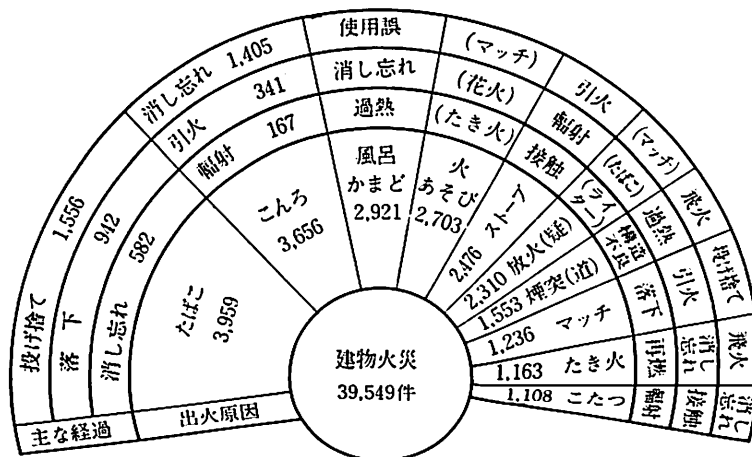 建物火災
39,549件
出火原因
主な経過
たばこ
3,959
消し忘れ 582
落下 942
投げ捨て 1,556
こんろ
3,656
輻射 167
引火 341
消し忘れ 1,405
風呂
かまど
2,921
過熱
消し忘れ
使用誤
火
あそび
2,703
(たき火)
(花火)
(マッチ)
2,476 ストーブ
接触
輻射
引火
2,310 放火(疑)
(ライター)
(たばこ)
(マッチ)
1,553 煙突(道)
構造
不良
過熱
飛火
1,236 マッチ
落下
引火
投げ捨て
1,163 たき火
再燃
消し
忘れ
飛火
1,108 こたつ
輻射
接触
消し
忘れ